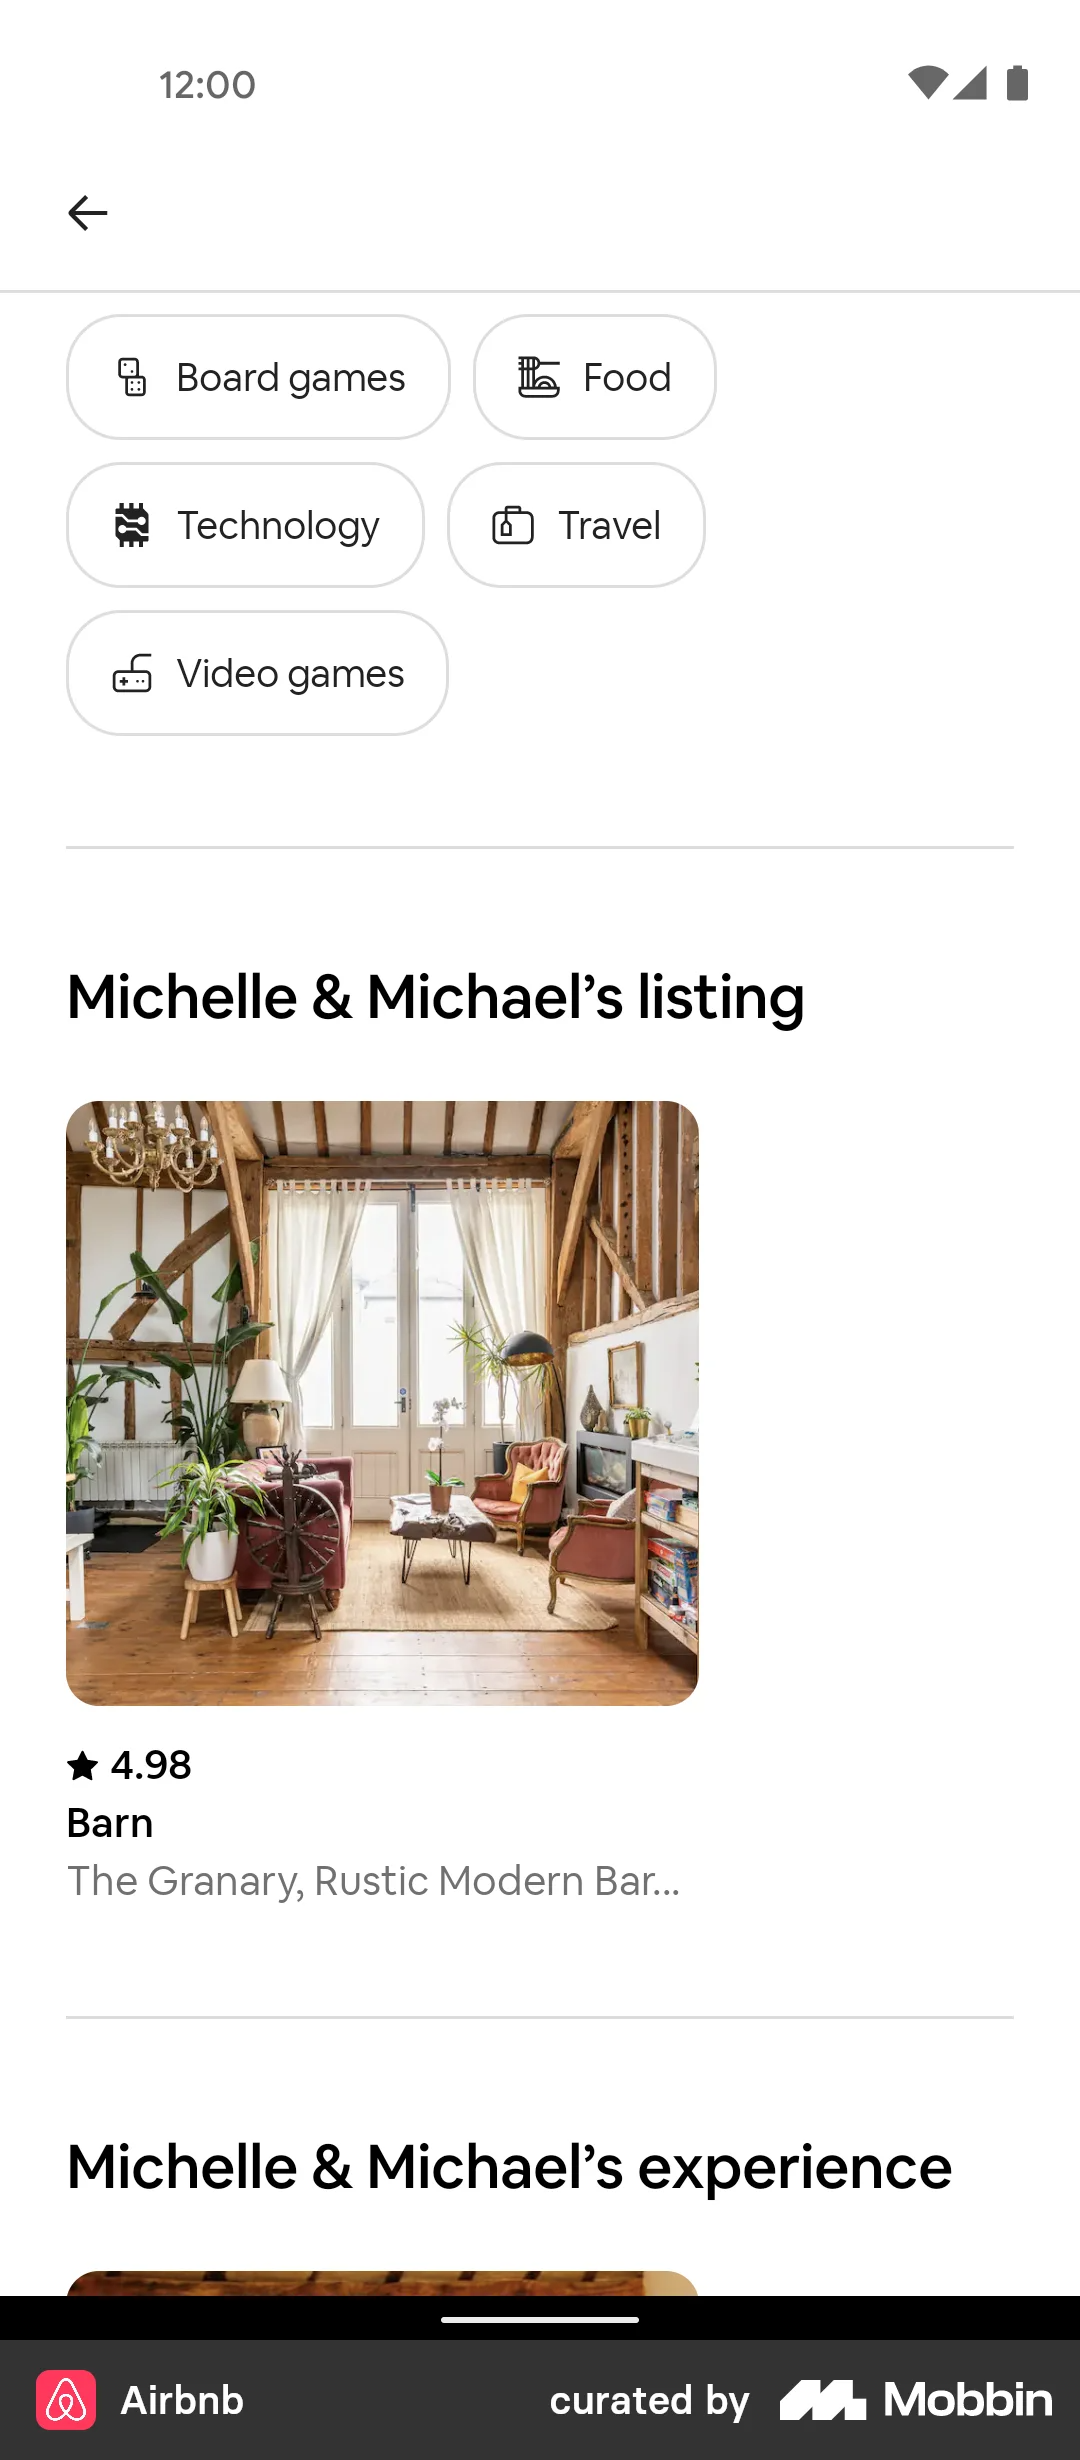 12:00
Board games
Food
Technology
Travel
Video games
Michelle & Michael’s listing
4.98
Barn
The Granary, Rustic Modern Bar...
Michelle & Michael’s experience
Airbnb
curated by Mobbin